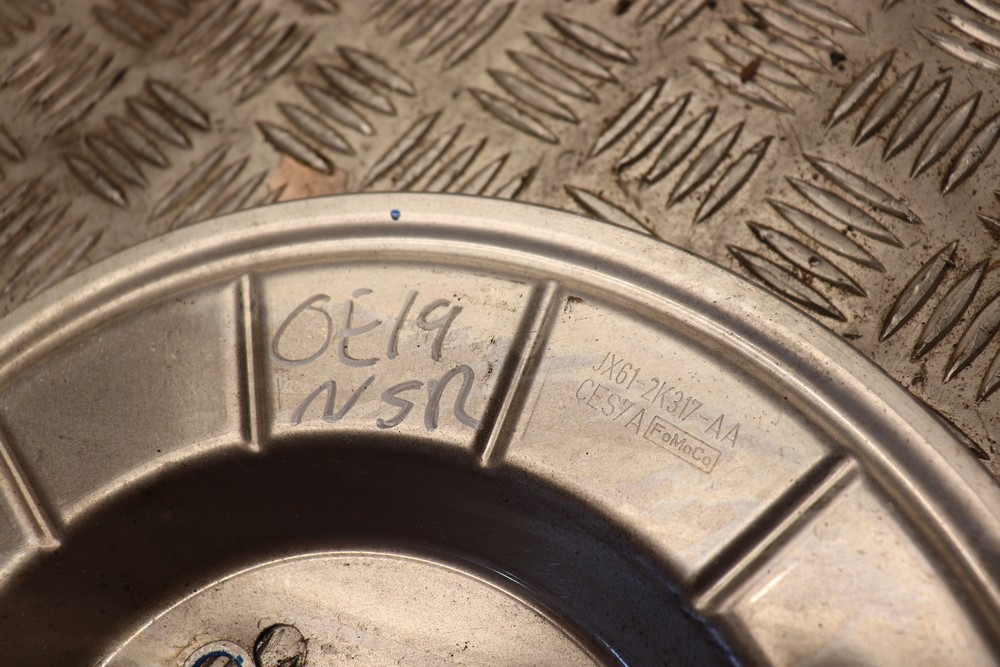 OE19
NSR
JX61-2K317-AA
CES7A FoMoCo